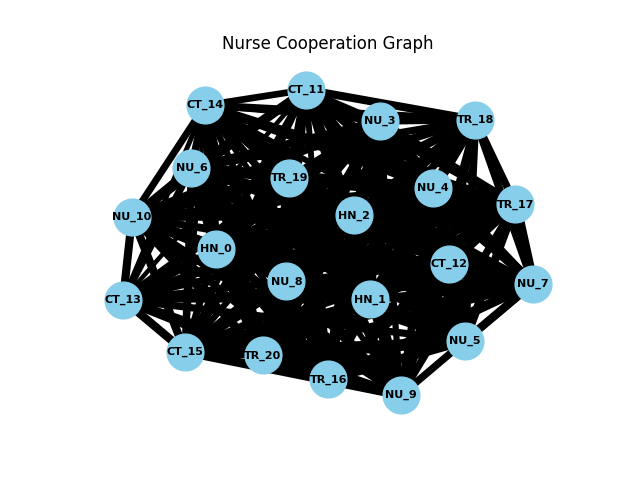 Nurse Cooperation Graph
CT_11
CT_14
NU_3
TR_18
NU_6
TR_19
NU_4
TR_17
NU_10
HN_2
HN_0
CT_12
NU_8
NU_7
CT_13
HN_1
NU_5
CT_15
TR_20
TR_16
NU_9